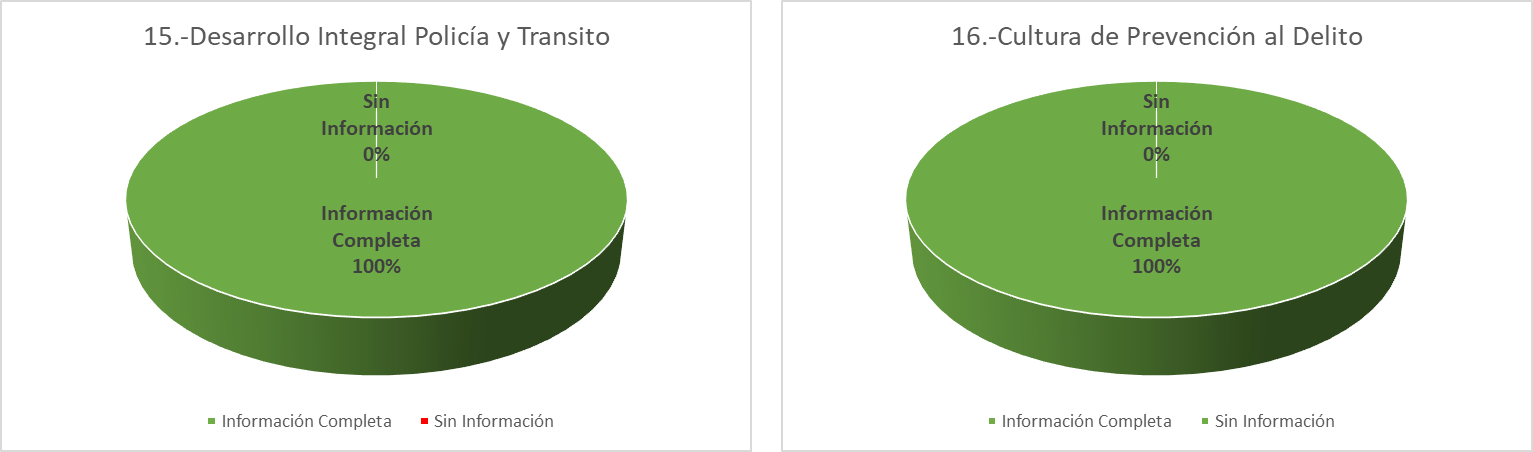 15.-Desarrollo Integral Policía y Transito
Sin
Información
0%
Información
Completa
100%
Información Completa
Sin Información
16.-Cultura de Prevención al Delito
Sin
Información
0%
Información
Completa
100%
Información Completa
Sin Información